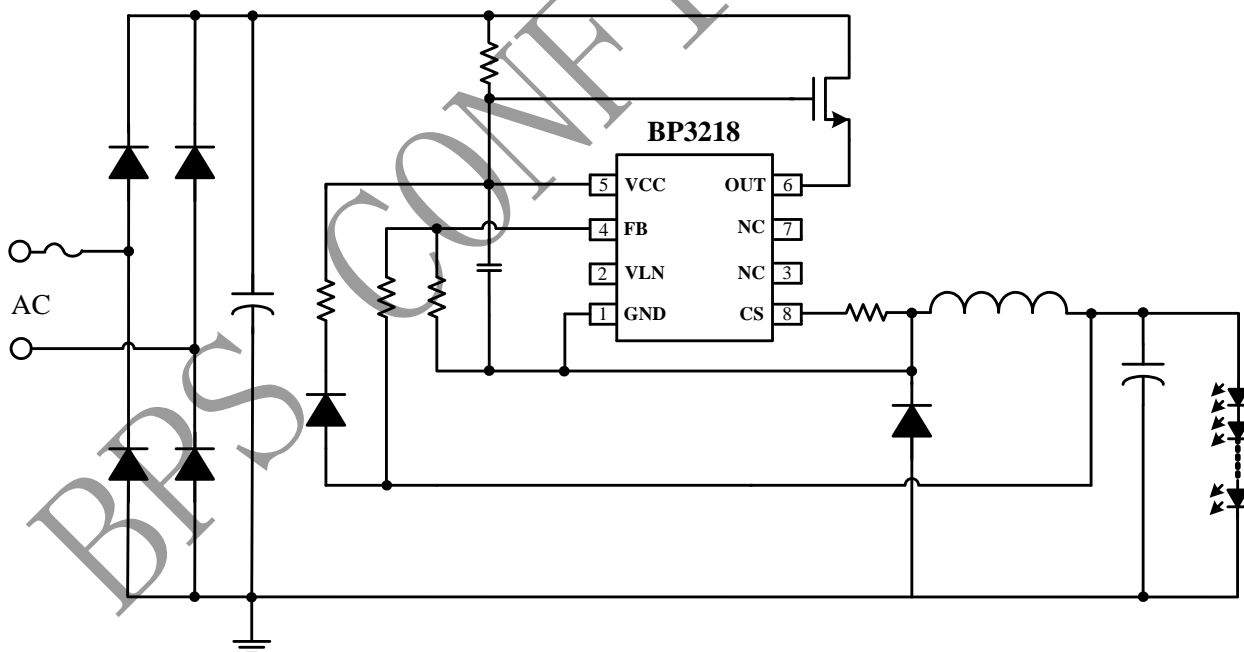 BP3218
5 VCC OUT 6
4 FB NC 7
2 VLN NC 3
1 GND CS 8
AC
BPS CONF